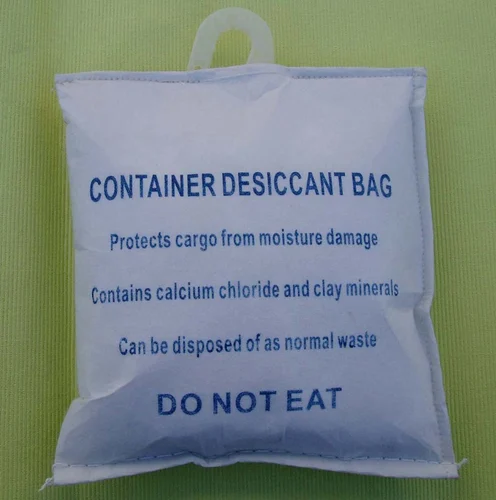 CONTAINER DESICCANT BAG
Protects cargo from moisture damage
Contains calcium chloride and clay minerals
Can be disposed of as normal waste
DO NOT EAT